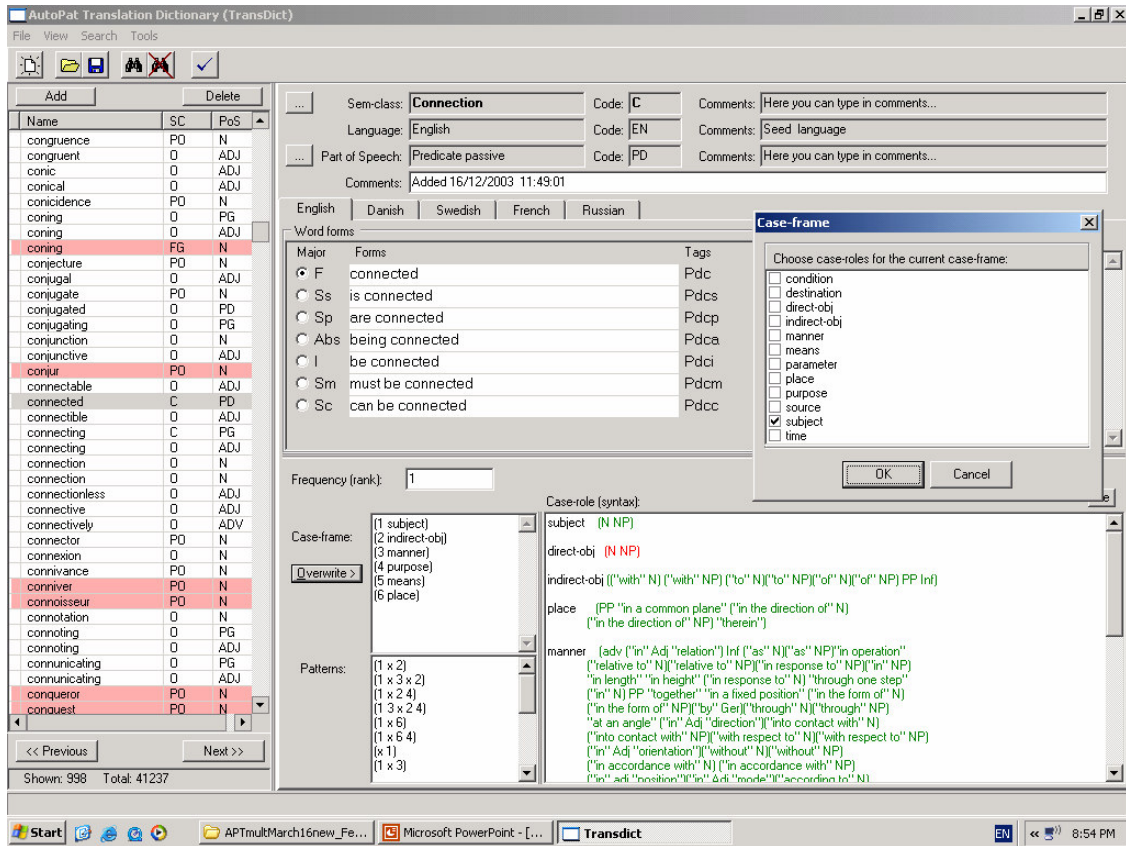 AutoPat Translation Dictionary (TransDict)
File View Search Tools
Add Delete
Name SC PoS
congruence PO N
congruent O ADJ
conic O ADJ
conical O ADJ
conicidence PO N
coning O PG
coning O ADJ
coning FG N
conjecture PO N
conjugal O ADJ
conjugate PO N
conjugated O PD
conjugating O PG
conjunction O N
conjunctive O ADJ
conjur PO N
connectable O ADJ
connected C PD
connectible O ADJ
connecting C PG
connecting O ADJ
connection O N
connection O N
connectionless O ADJ
connective O ADJ
connectively O ADV
connector PO N
connexion O N
connivance PO N
conniver PO N
connoisseur PO N
connotation O N
connoting O PG
connoting O ADJ
connunicating O PG
connunicating O ADJ
conqueror PO N
conquest PO N
<< Previous Next >>
Shown: 998 Total: 41237
... Sem-class: Connection Code: C Comments: Here you can type in comments...
Language: English Code: EN Comments: Seed language
... Part of Speech: Predicate passive Code: PD Comments: Here you can type in comments...
Comments: Added 16/12/2003 11:49:01
English Danish Swedish French Russian
Word forms
Major Forms Tags
F connected Pdc
Ss is connected Pdcs
Sp are connected Pdcp
Abs being connected Pdca
I be connected Pdci
Sm must be connected Pdcm
Sc can be connected Pdcc
Case-frame
Choose case-roles for the current case-frame:
condition
destination
direct-obj
indirect-obj
manner
means
parameter
place
purpose
source
subject
time
OK Cancel
Frequency (rank): 1
Case-frame:
Overwrite >
(1 subject)
(2 indirect-obj)
(3 manner)
(4 purpose)
(5 means)
(6 place)
Patterns:
(1 x 2)
(1 x 3 x 2)
(1 x 2 4)
(1 3 x 2 4)
(1 x 6)
(1 x 6 4)
(x 1)
(1 x 3)
Case-role (syntax):
subject (N NP)
direct-obj (N NP)
indirect-obj (("with" N) ("with" NP) ("to" N)("to" NP)("of" N)("of" NP) PP Inf)
place (PP "in a common plane" ("in the direction of" N)
("in the direction of" NP) "therein")
manner (adv ("in" Adj "relation") Inf ("as" N)("as" NP)"in operation"
("relative to" N)("relative to" NP)("in response to" NP)("in" NP)
"in length" "in height" ("in response to" N) "through one step"
("in" N) PP "together" "in a fixed position" ("in the form of" N)
("in the form of" NP)("by" Ger)("through" N)("through" NP)
"at an angle" ("in" Adj "direction")("into contact with" N)
("into contact with" NP)("with respect to" N)("with respect to" NP)
("in" Adj "orientation")("without" N)("without" NP)
("in accordance with" N) ("in accordance with" NP)
("in" adj "position")("in" Adj "mode")("according to" N)
Start APTmultMarch16new_Fe... Microsoft PowerPoint - [... Transdict EN « 8:54 PM